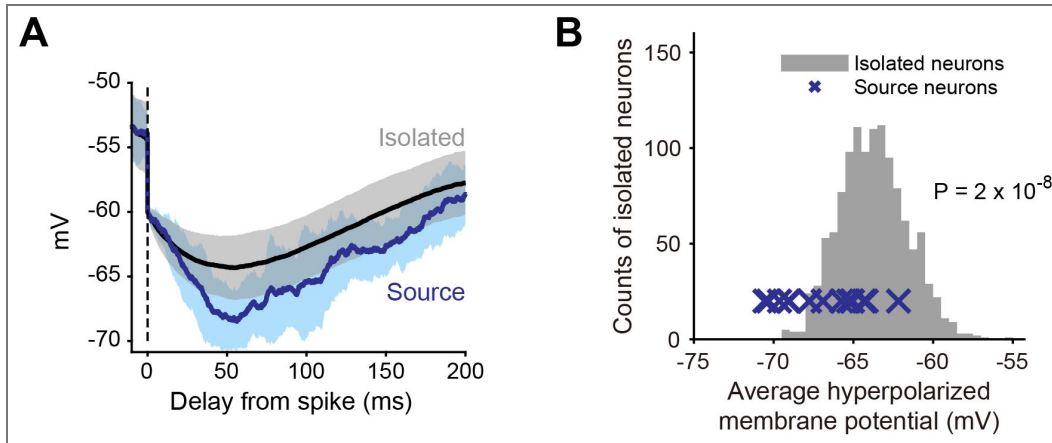 A
-50
-55
-60
-65
-70
mV
Isolated
Source
0
50
100
150
200
Delay from spike (ms)
B
150
100
50
0
Counts of isolated neurons
Isolated neurons
Source neurons
P = 2 x 10-8
-75
-70
-65
-60
-55
Average hyperpolarized
membrane potential (mV)